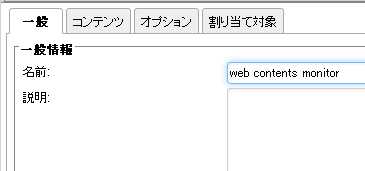 一般 コンテンツ オプション 割り当て対象
一般情報
名前: web contents monitor
説明: